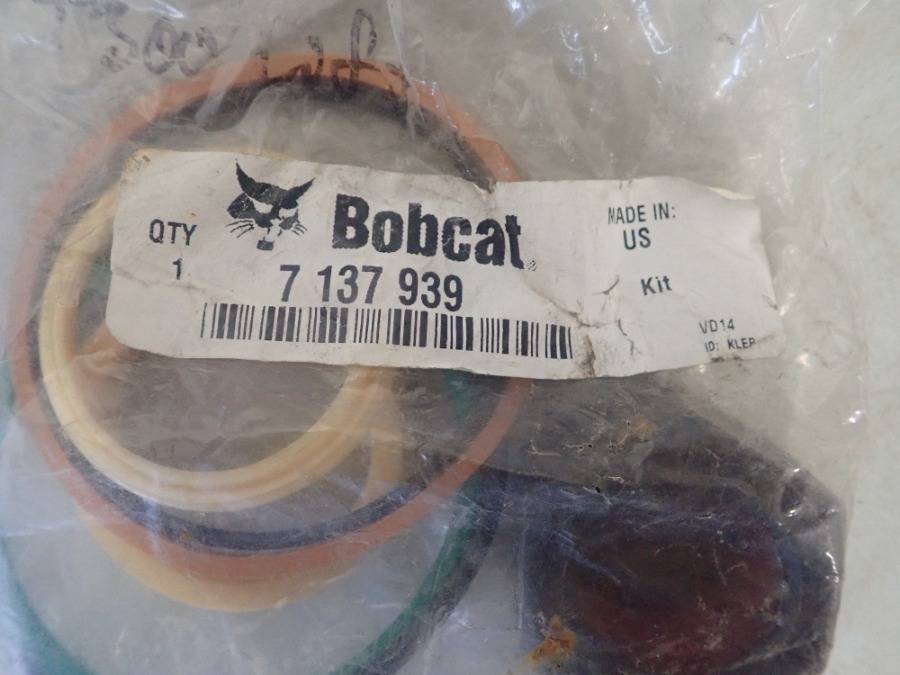 QTY
1
Bobcat
7 137 939
MADE IN:
US
Kit
VD14
ID: KLEP